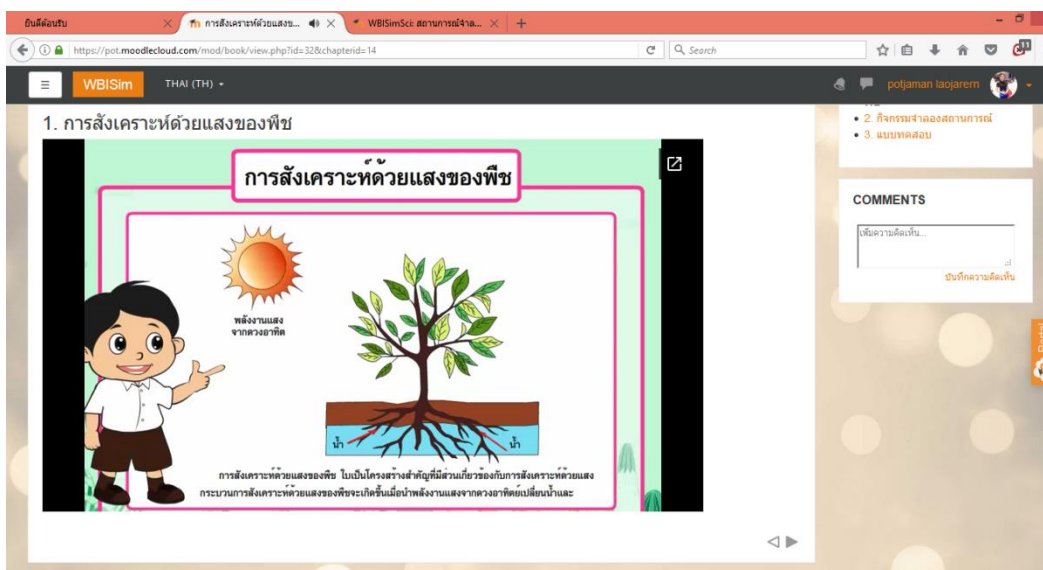 ยินดีต้อนรับ
การสังเคราะห์ด้วยแสงขอ...
WBISimSci: สถานการณ์จำล...
https://pot.moodlecloud.com/mod/book/view.php?id=32&chapterid=14
Search
11
WBISim
THAI (TH)
potjaman laojarern
1. การสังเคราะห์ด้วยแสงของพืช
2. กิจกรรมจำลองสถานการณ์
3. แบบทดสอบ
การสังเคราะห์ด้วยแสงของพืช
พลังงานแสง
จากดวงอาทิต
น้ำ
น้ำ
การสังเคราะห์ด้วยแสงของพืช ใบเป็นโครงสร้างสำคัญที่มีส่วนเกี่ยวข้องกับการสังเคราะห์ด้วยแสง
กระบวนการสังเคราะห์ด้วยแสงของพืชจะเกิดขึ้นเมื่อนำพลังงานแสงจากดวงอาทิตย์เปลี่ยนน้ำและ
COMMENTS
เพิ่มความคิดเห็น...
บันทึกความคิดเห็น